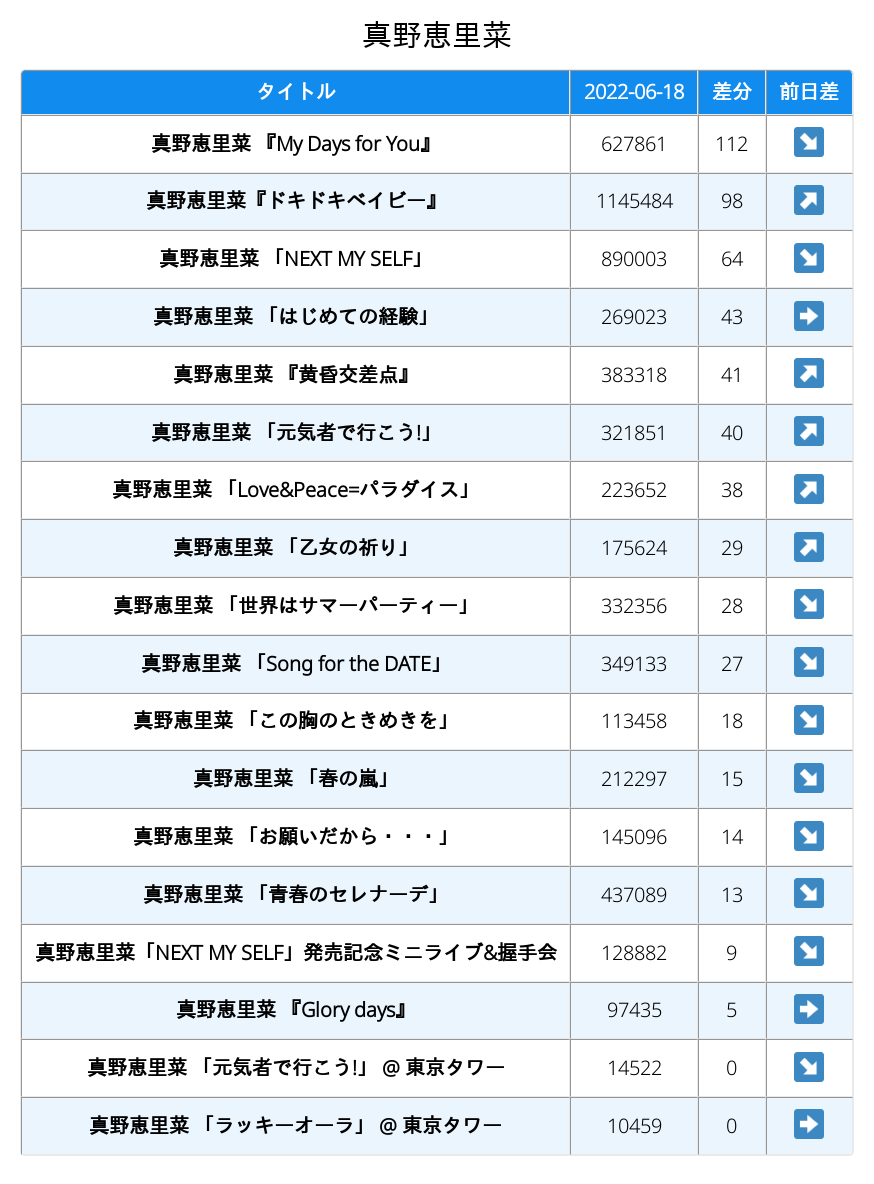 真野恵里菜
タイトル 2022-06-18 差分 前日差
真野恵里菜 『My Days for You』 627861 112 ↘
真野恵里菜『ドキドキベイビー』 1145484 98 ↗
真野恵里菜 「NEXT MY SELF」 890003 64 ↘
真野恵里菜 「はじめての経験」 269023 43 ➡
真野恵里菜 『黄昏交差点』 383318 41 ↗
真野恵里菜 「元気者で行こう!」 321851 40 ↗
真野恵里菜 「Love&Peace=パラダイス」 223652 38 ↗
真野恵里菜 「乙女の祈り」 175624 29 ↗
真野恵里菜 「世界はサマーパーティー」 332356 28 ↘
真野恵里菜 「Song for the DATE」 349133 27 ↘
真野恵里菜 「この胸のときめきを」 113458 18 ↘
真野恵里菜 「春の嵐」 212297 15 ↘
真野恵里菜 「お願いだから・・・」 145096 14 ↘
真野恵里菜 「青春のセレナーデ」 437089 13 ↘
真野恵里菜「NEXT MY SELF」発売記念ミニライブ&握手会 128882 9 ↘
真野恵里菜 『Glory days』 97435 5 ➡
真野恵里菜 「元気者で行こう!」 @ 東京タワー 14522 0 ↘
真野恵里菜 「ラッキーオーラ」 @ 東京タワー 10459 0 ➡